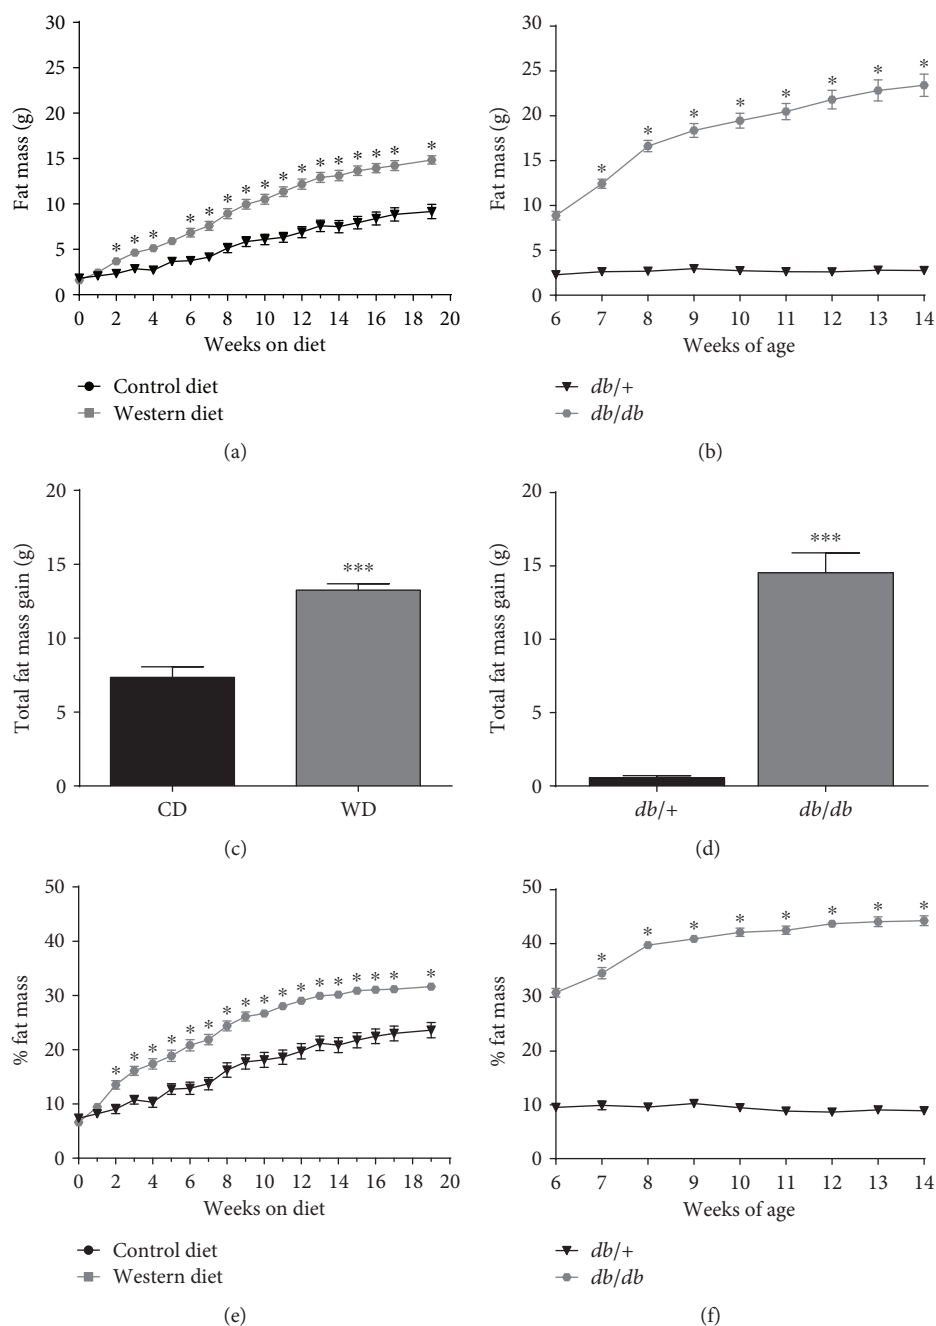 30
25
20
15
10
5
0
Fat mass (g)
* * * * * * * * * * * * * * * *
0 2 4 6 8 10 12 14 16 18 20
Weeks on diet
Control diet
Western diet
(a)
30
25
20
15
10
5
0
Fat mass (g)
* * * * * * * *
6 7 8 9 10 11 12 13 14
Weeks of age
db/+
db/db
(b)
20
15
10
5
0
Total fat mass gain (g)
***
CD WD
(c)
20
15
10
5
0
Total fat mass gain (g)
***
db/+ db/db
(d)
50
40
30
20
10
0
% fat mass
* * * * * * * * * * * * * * * * *
0 2 4 6 8 10 12 14 16 18 20
Weeks on diet
Control diet
Western diet
(e)
50
40
30
20
10
0
% fat mass
* * * * * * * *
6 7 8 9 10 11 12 13 14
Weeks of age
db/+
db/db
(f)